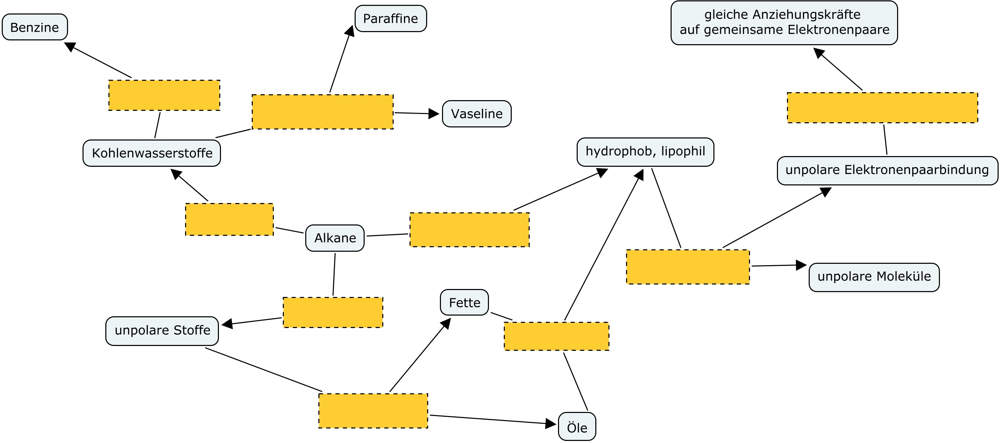 Benzine
Paraffine
gleiche Anziehungskräfte
auf gemeinsame Elektronenpaare
Vaseline
Kohlenwasserstoffe
hydrophob, lipophil
unpolare Elektronenpaarbindung
Alkane
unpolare Moleküle
Fette
unpolare Stoffe
Öle